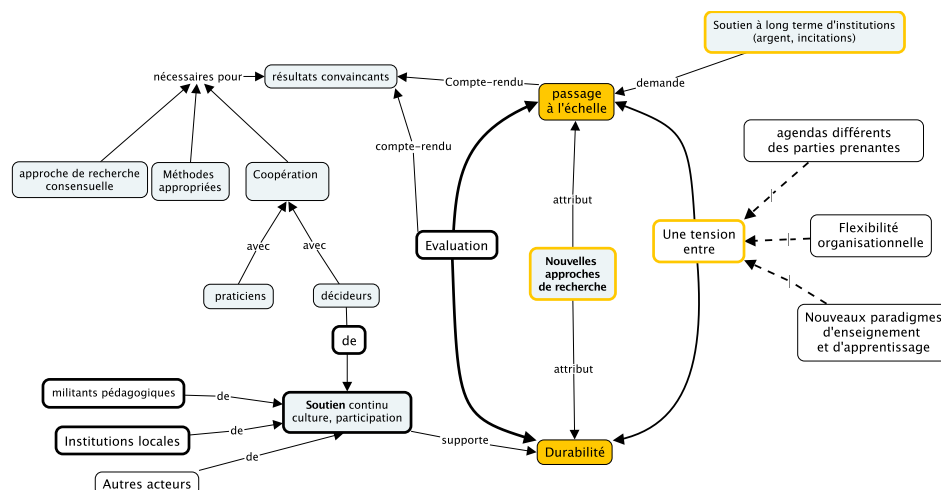 Soutien à long terme d'institutions
(argent, incitations)
nécessaires pour
résultats convaincants
Compte-rendu
demande
passage
à l'échelle
agendas différents
des parties prenantes
compte-rendu
approche de recherche
consensuelle
Méthodes
appropriées
Coopération
attribut
Flexibilité
organisationnelle
Une tension
entre
Evaluation
avec
avec
Nouvelles
approches
de recherche
praticiens
décideurs
Nouveaux paradigmes
d'enseignement
et d'apprentissage
de
attribut
militants pédagogiques
de
Soutien continu
culture, participation
Institutions locales
de
supporte
Durabilité
de
Autres acteurs